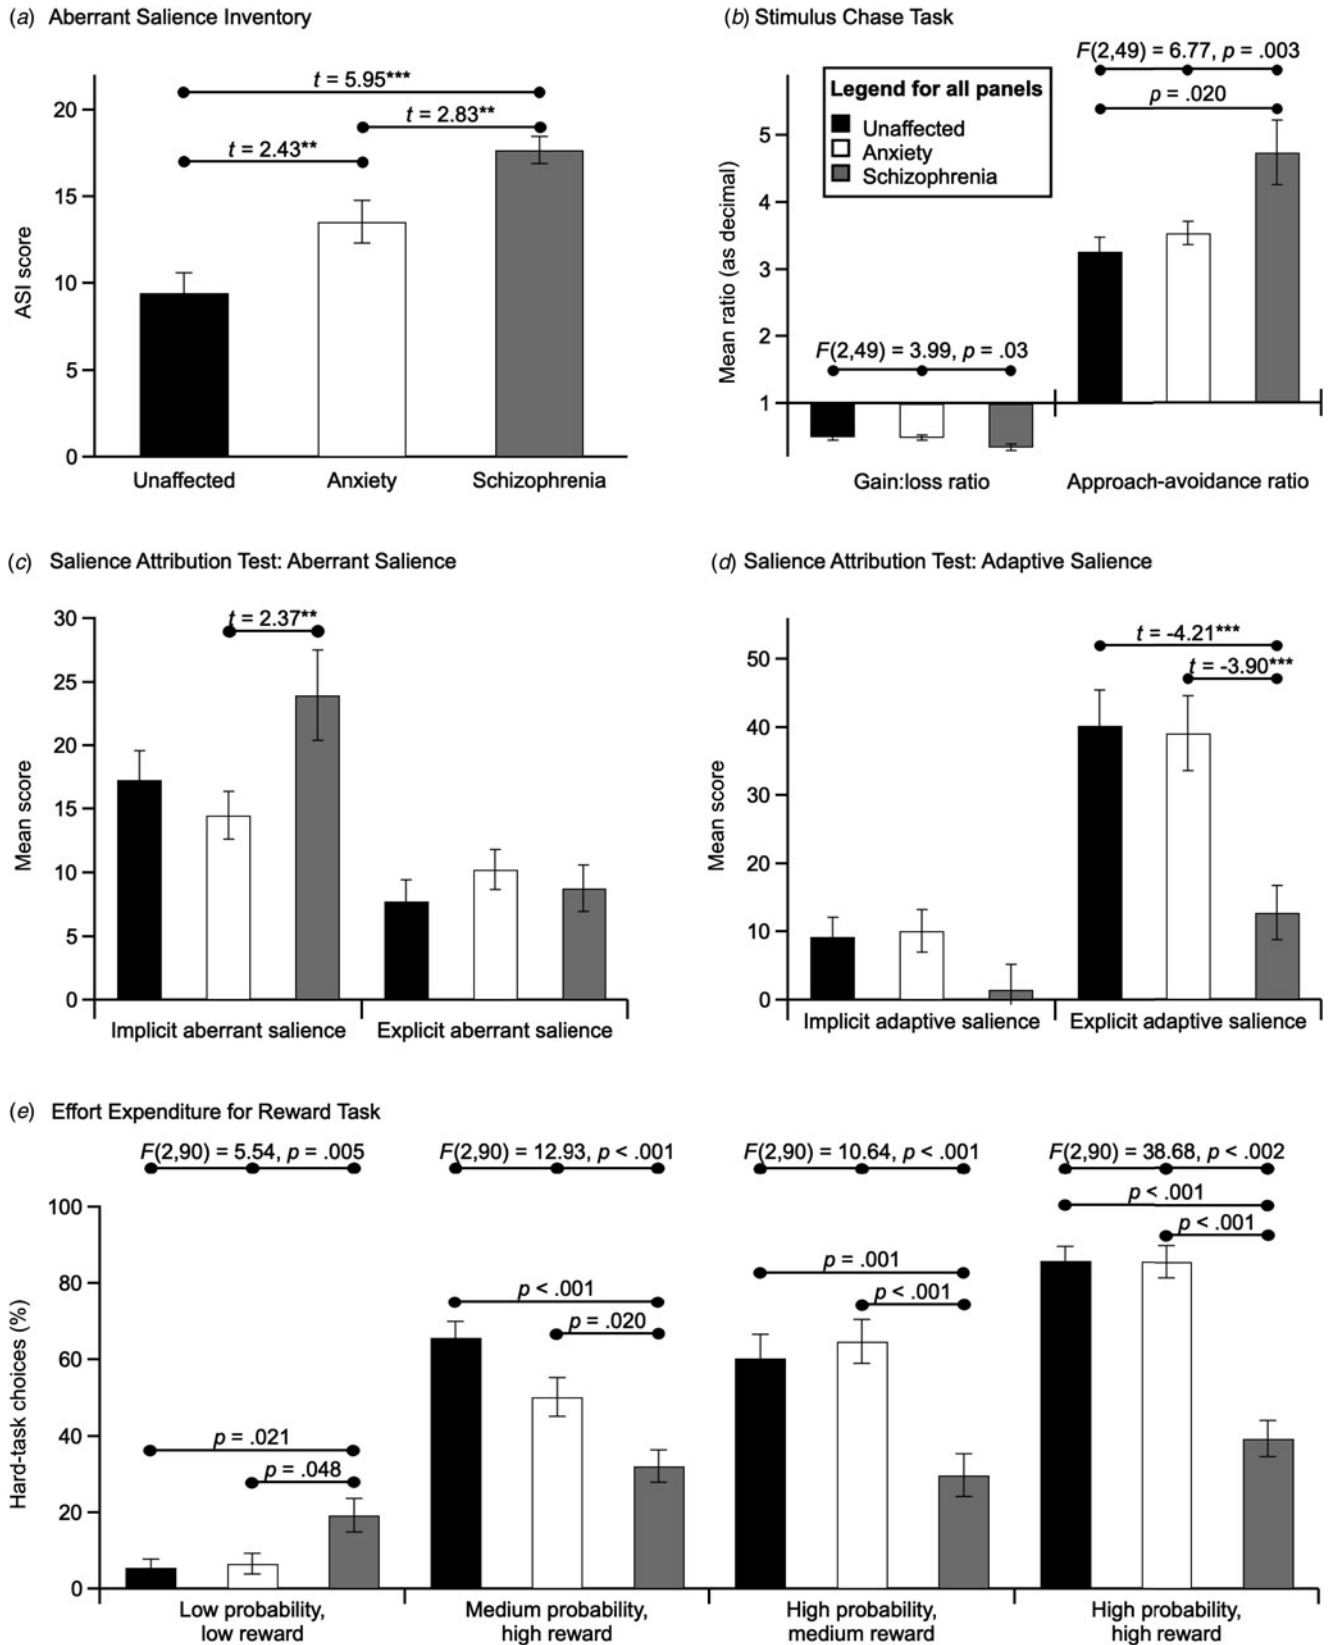 (a) Aberrant Salience Inventory
t = 5.95***
t = 2.83**
t = 2.43**
20
15
10
5
0
ASI score
Unaffected
Anxiety
Schizophrenia
(b) Stimulus Chase Task
F(2,49) = 6.77, p = .003
p = .020
Legend for all panels
Unaffected
Anxiety
Schizophrenia
5
4
3
2
1
Mean ratio (as decimal)
F(2,49) = 3.99, p = .03
Gain:loss ratio
Approach-avoidance ratio
(c) Salience Attribution Test: Aberrant Salience
t = 2.37**
30
25
20
15
10
5
0
Mean score
Implicit aberrant salience
Explicit aberrant salience
(d) Salience Attribution Test: Adaptive Salience
t = -4.21***
t = -3.90***
50
40
30
20
10
0
Mean score
Implicit adaptive salience
Explicit adaptive salience
(e) Effort Expenditure for Reward Task
F(2,90) = 5.54, p = .005
F(2,90) = 12.93, p < .001
F(2,90) = 10.64, p < .001
F(2,90) = 38.68, p < .002
p < .001
p < .001
p = .001
p < .001
p < .001
p = .020
p = .021
p = .048
100
80
60
40
20
0
Hard-task choices (%)
Low probability,
low reward
Medium probability,
high reward
High probability,
medium reward
High probability,
high reward